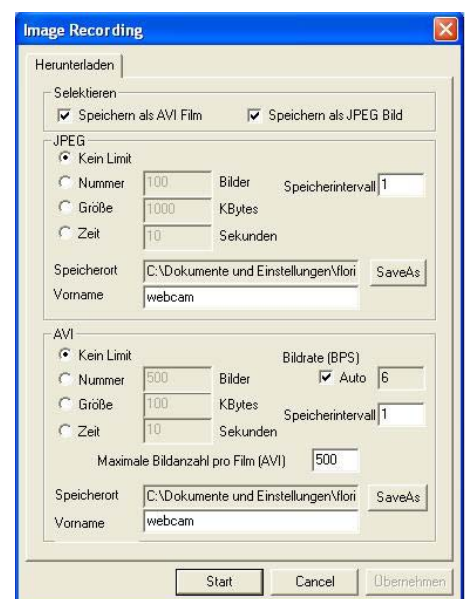 Image Recording
Herunterladen
Selektieren
Speichern als AVI Film Speichern als JPEG Bild
JPEG
Kein Limit
Nummer 100 Bilder Speicherintervall 1
Größe 1000 KBytes
Zeit 10 Sekunden
Speicherort C:\Dokumente und Einstellungen\flori SaveAs
Vorname webcam
AVI
Kein Limit Bildrate (BPS)
Nummer 500 Bilder Auto 6
Größe 100 KBytes Speicherintervall 1
Zeit 10 Sekunden
Maximale Bildanzahl pro Film (AVI) 500
Speicherort C:\Dokumente und Einstellungen\flori SaveAs
Vorname webcam
Start Cancel Übernehmen